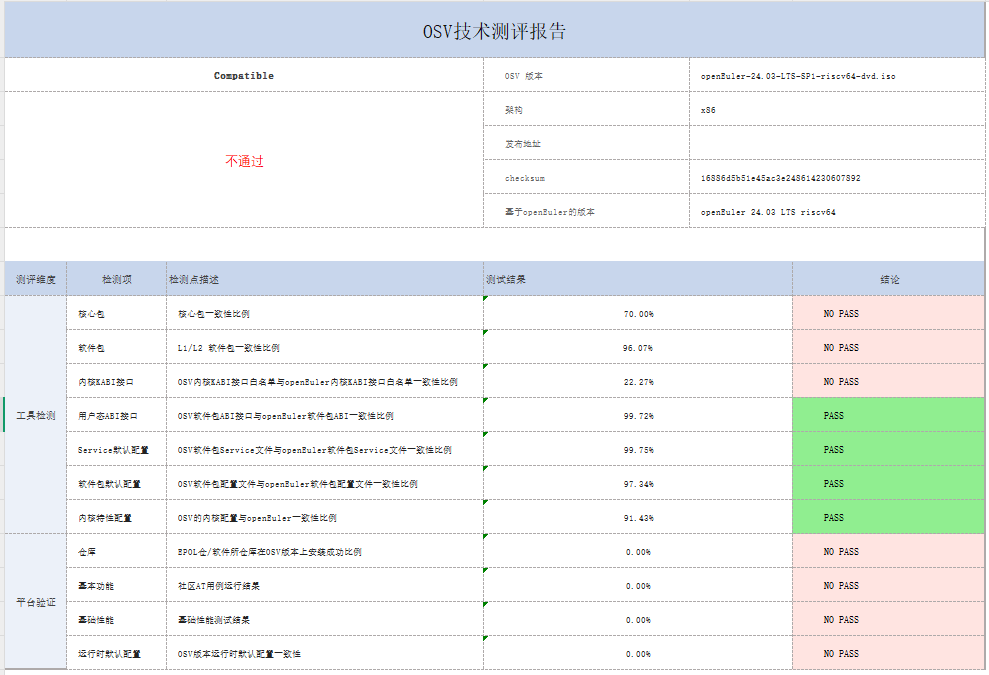 OSV技术测评报告
Compatible
OSV 版本
openEuler-24.03-LTS-SP1-riscv64-dvd.iso
不通过
架构
x86
发布地址
checksum
16886d5b51e45ac3e248614230607892
基于openEuler的版本
openEuler 24.03 LTS riscv64
测评维度 检测项 检测点描述 测试结果 结论
工具检测
核心包 核心包一致性比例 70.00% NO PASS
软件包 L1/L2 软件包一致性比例 96.07% NO PASS
内核KABI接口 OSV内核KABI接口白名单与openEuler内核KABI接口白名单一致性比例 22.27% NO PASS
用户态ABI接口 OSV软件包ABI接口与openEuler软件包ABI一致性比例 99.72% PASS
Service默认配置 OSV软件包Service文件与openEuler软件包Service文件一致性比例 99.75% PASS
软件包默认配置 OSV软件包配置文件与openEuler软件包配置文件一致性比例 97.34% PASS
内核特性配置 OSV的内核配置与openEuler一致性比例 91.43% PASS
平台验证
仓库 EPOL仓/软件所仓库在OSV版本上安装成功比例 0.00% NO PASS
基本功能 社区AT用例运行结果 0.00% NO PASS
基础性能 基础性能测试结果 0.00% NO PASS
运行时默认配置 OSV版本运行时默认配置一致性 0.00% NO PASS